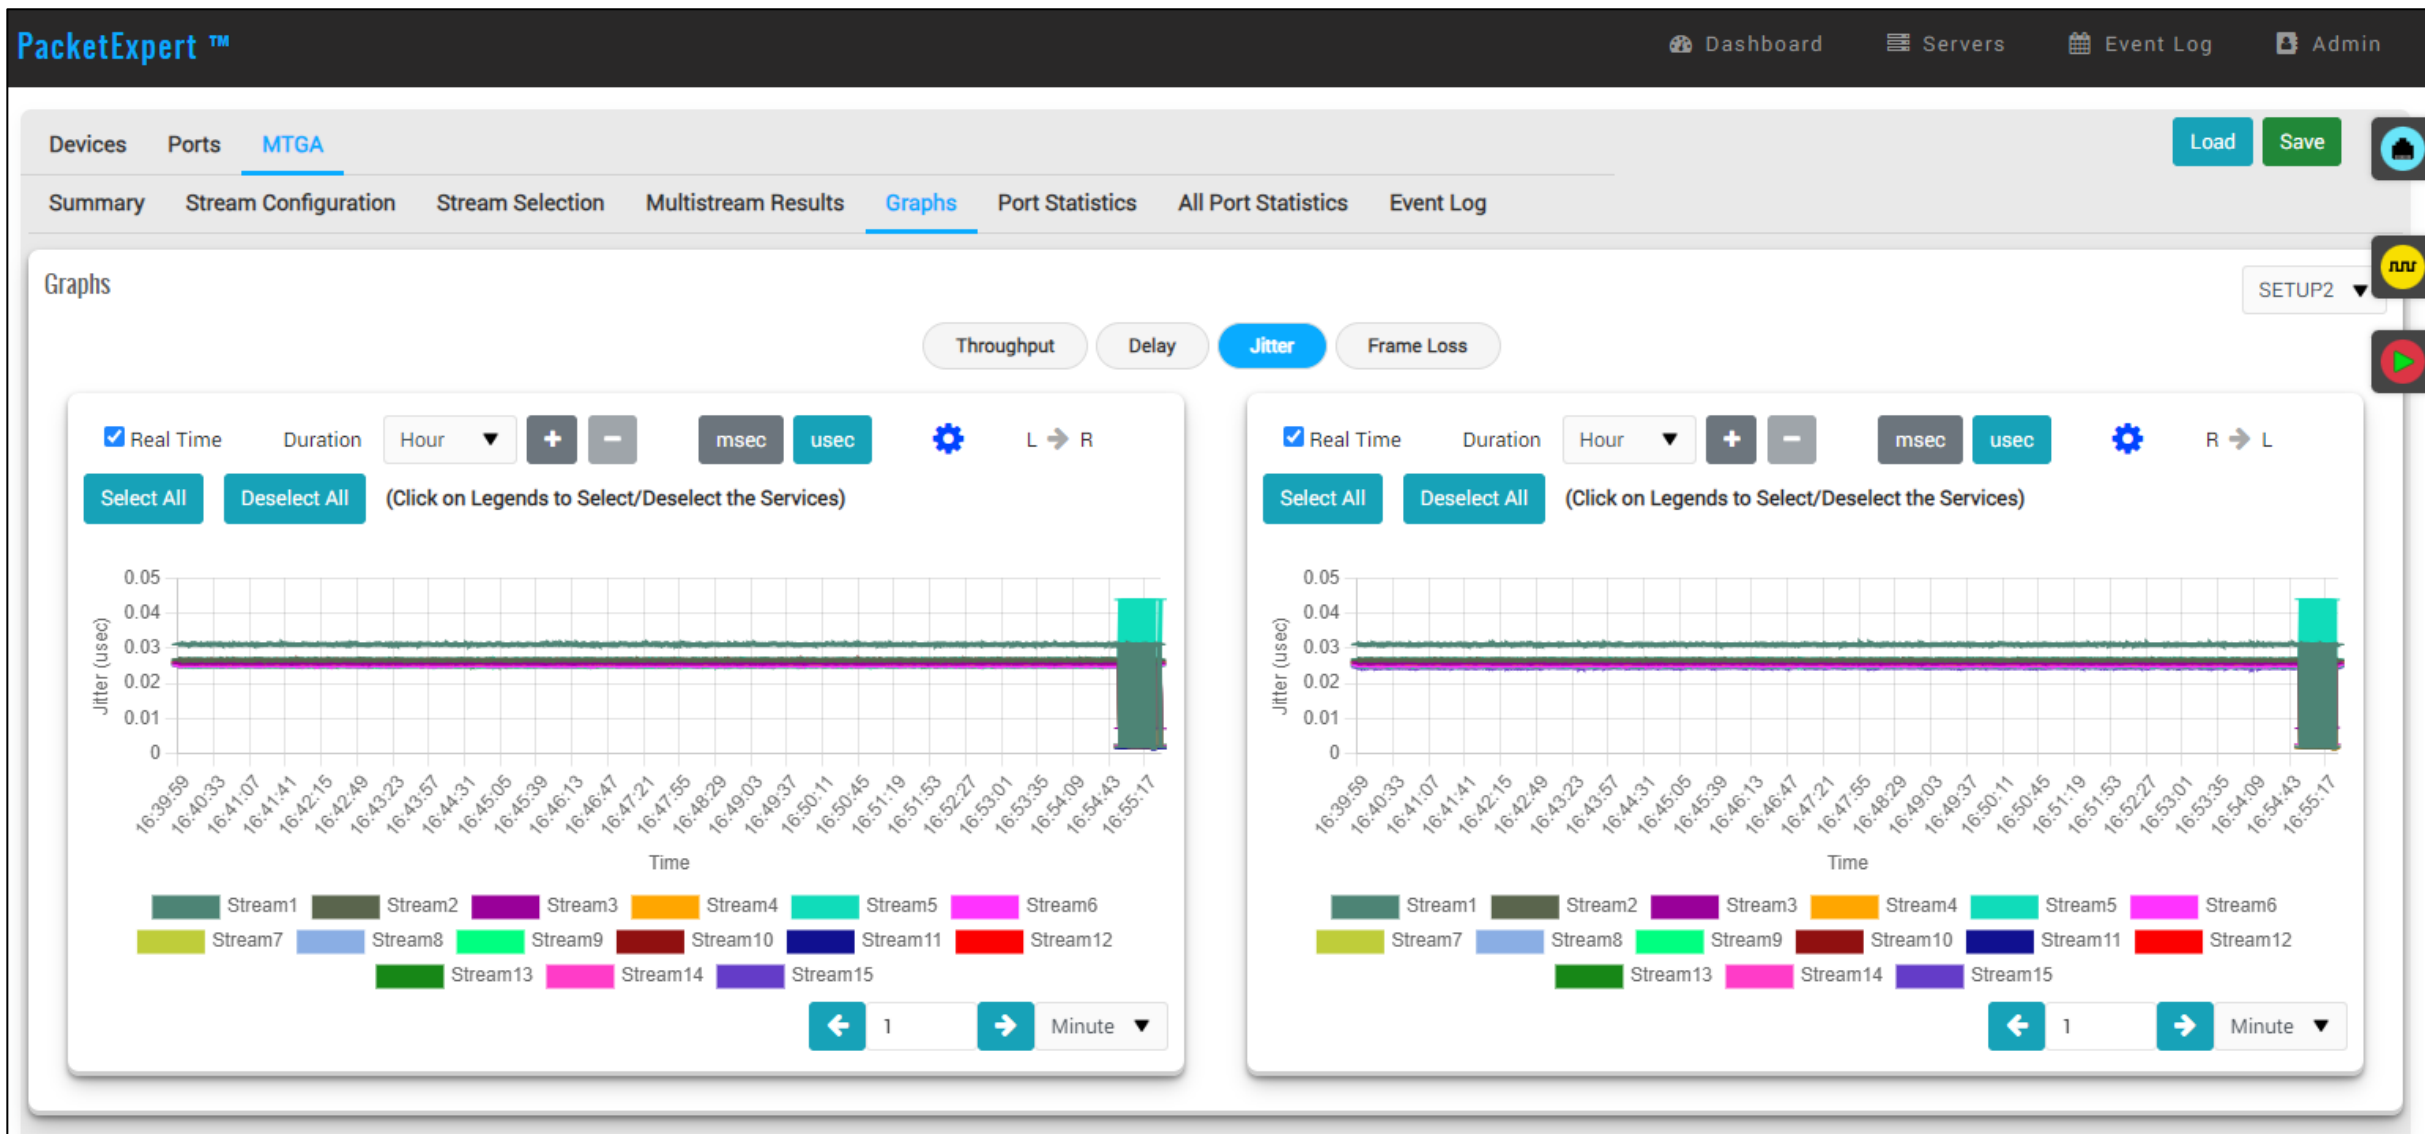 PacketExpert ™ Dashboard Servers Event Log Admin
Devices Ports MTGA Load Save
Summary Stream Configuration Stream Selection Multistream Results Graphs Port Statistics All Port Statistics Event Log
Graphs
SETUP2
Throughput Delay Jitter Frame Loss
Real Time Duration Hour + − msec usec L R
Select All Deselect All (Click on Legends to Select/Deselect the Services)
0.05
0.04
0.03
0.02
0.01
0
Jitter (usec)
16:39:59 16:40:33 16:41:07 16:41:41 16:42:15 16:42:49 16:43:23 16:43:57 16:44:31 16:45:05 16:45:39 16:46:13 16:46:47 16:47:21 16:47:55 16:48:29 16:49:03 16:49:37 16:50:11 16:50:45 16:51:19 16:51:53 16:52:27 16:53:01 16:53:35 16:54:09 16:54:43 16:55:17
Time
Stream1 Stream2 Stream3 Stream4 Stream5 Stream6
Stream7 Stream8 Stream9 Stream10 Stream11 Stream12
Stream13 Stream14 Stream15
1 Minute
Real Time Duration Hour + − msec usec R L
Select All Deselect All (Click on Legends to Select/Deselect the Services)
0.05
0.04
0.03
0.02
0.01
0
Jitter (usec)
16:39:59 16:40:33 16:41:07 16:41:41 16:42:15 16:42:49 16:43:23 16:43:57 16:44:31 16:45:05 16:45:39 16:46:13 16:46:47 16:47:21 16:47:55 16:48:29 16:49:03 16:49:37 16:50:11 16:50:45 16:51:19 16:51:53 16:52:27 16:53:01 16:53:35 16:54:09 16:54:43 16:55:17
Time
Stream1 Stream2 Stream3 Stream4 Stream5 Stream6
Stream7 Stream8 Stream9 Stream10 Stream11 Stream12
Stream13 Stream14 Stream15
1 Minute